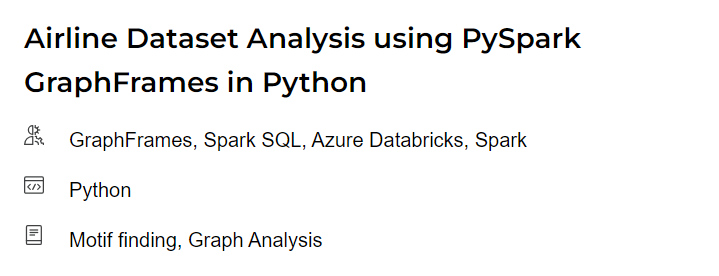 Airline Dataset Analysis using PySpark
GraphFrames in Python
GraphFrames, Spark SQL, Azure Databricks, Spark
Python
Motif finding, Graph Analysis